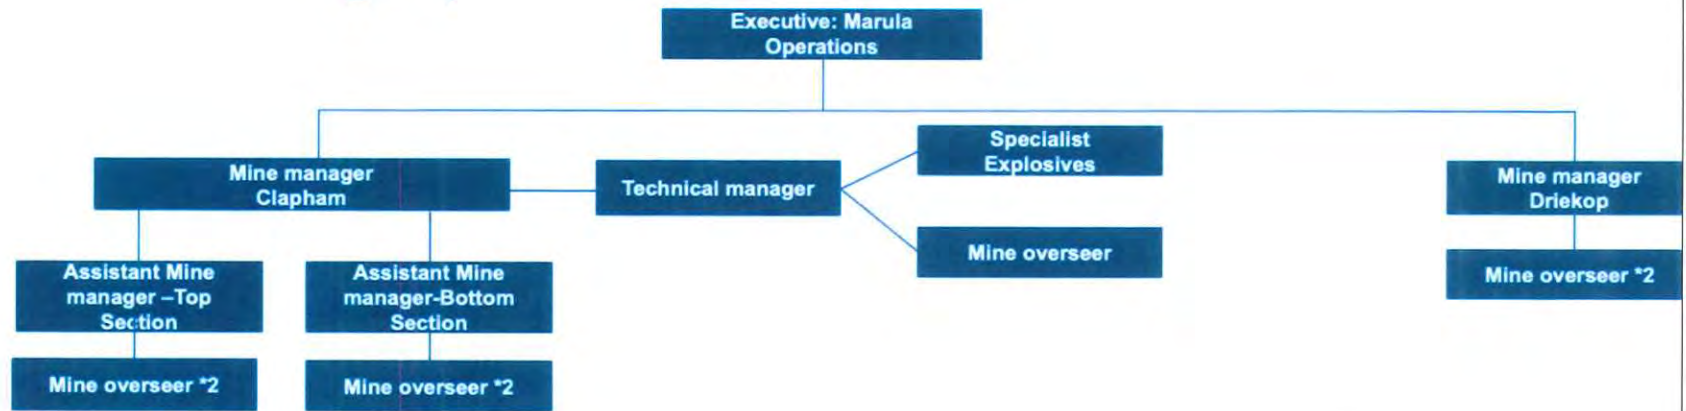 Executive: Marula
Operations
Mine manager
Clapham
Technical manager
Specialist
Explosives
Mine overseer
Mine manager
Driekop
Mine overseer *2
Assistant Mine
manager –Top
Section
Mine overseer *2
Assistant Mine
manager-Bottom
Section
Mine overseer *2